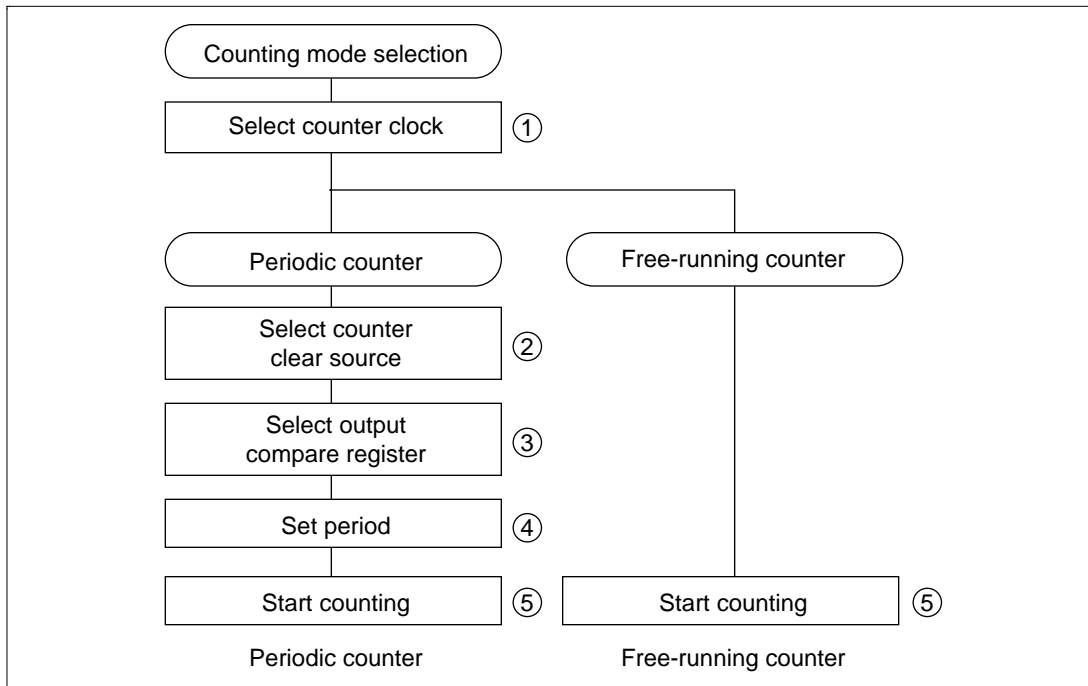 Counting mode selection
Select counter clock
①
Periodic counter
Free-running counter
Select counter
clear source
②
Select output
compare register
③
Set period
④
Start counting
⑤
Start counting
⑤
Periodic counter
Free-running counter